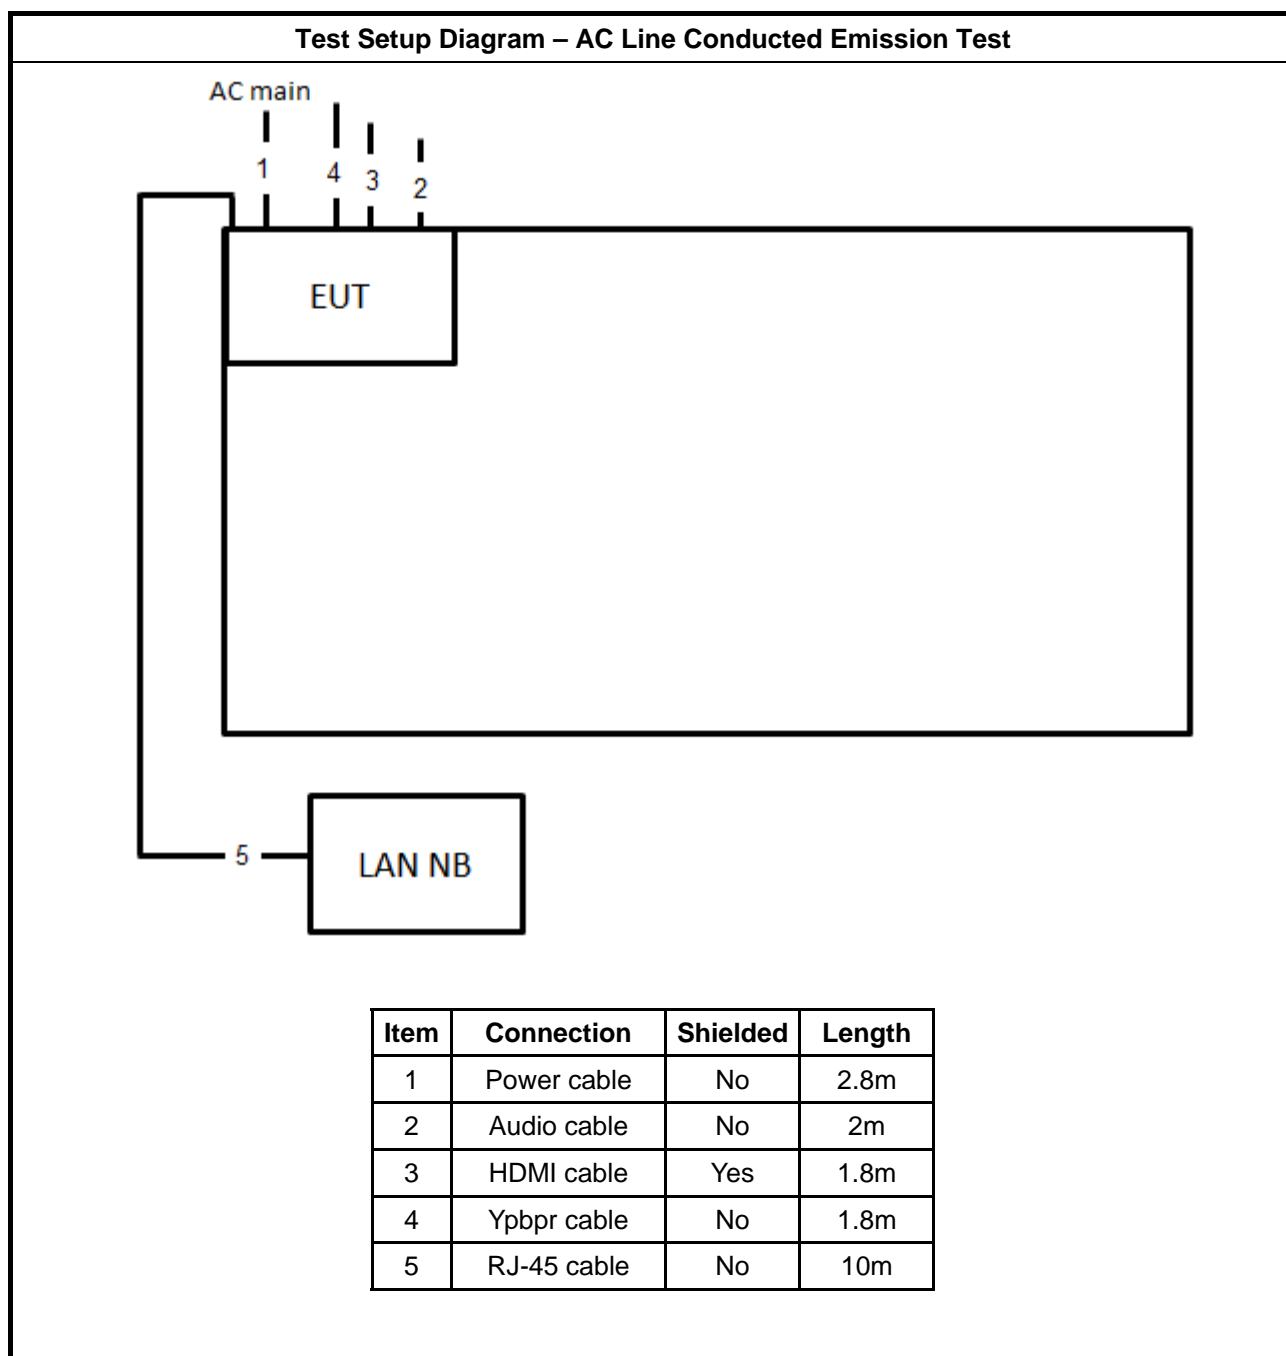 Test Setup Diagram – AC Line Conducted Emission Test
AC main
1
4
3
2
EUT
5
LAN NB
Item Connection Shielded Length
1 Power cable No 2.8m
2 Audio cable No 2m
3 HDMI cable Yes 1.8m
4 Ypbpr cable No 1.8m
5 RJ-45 cable No 10m